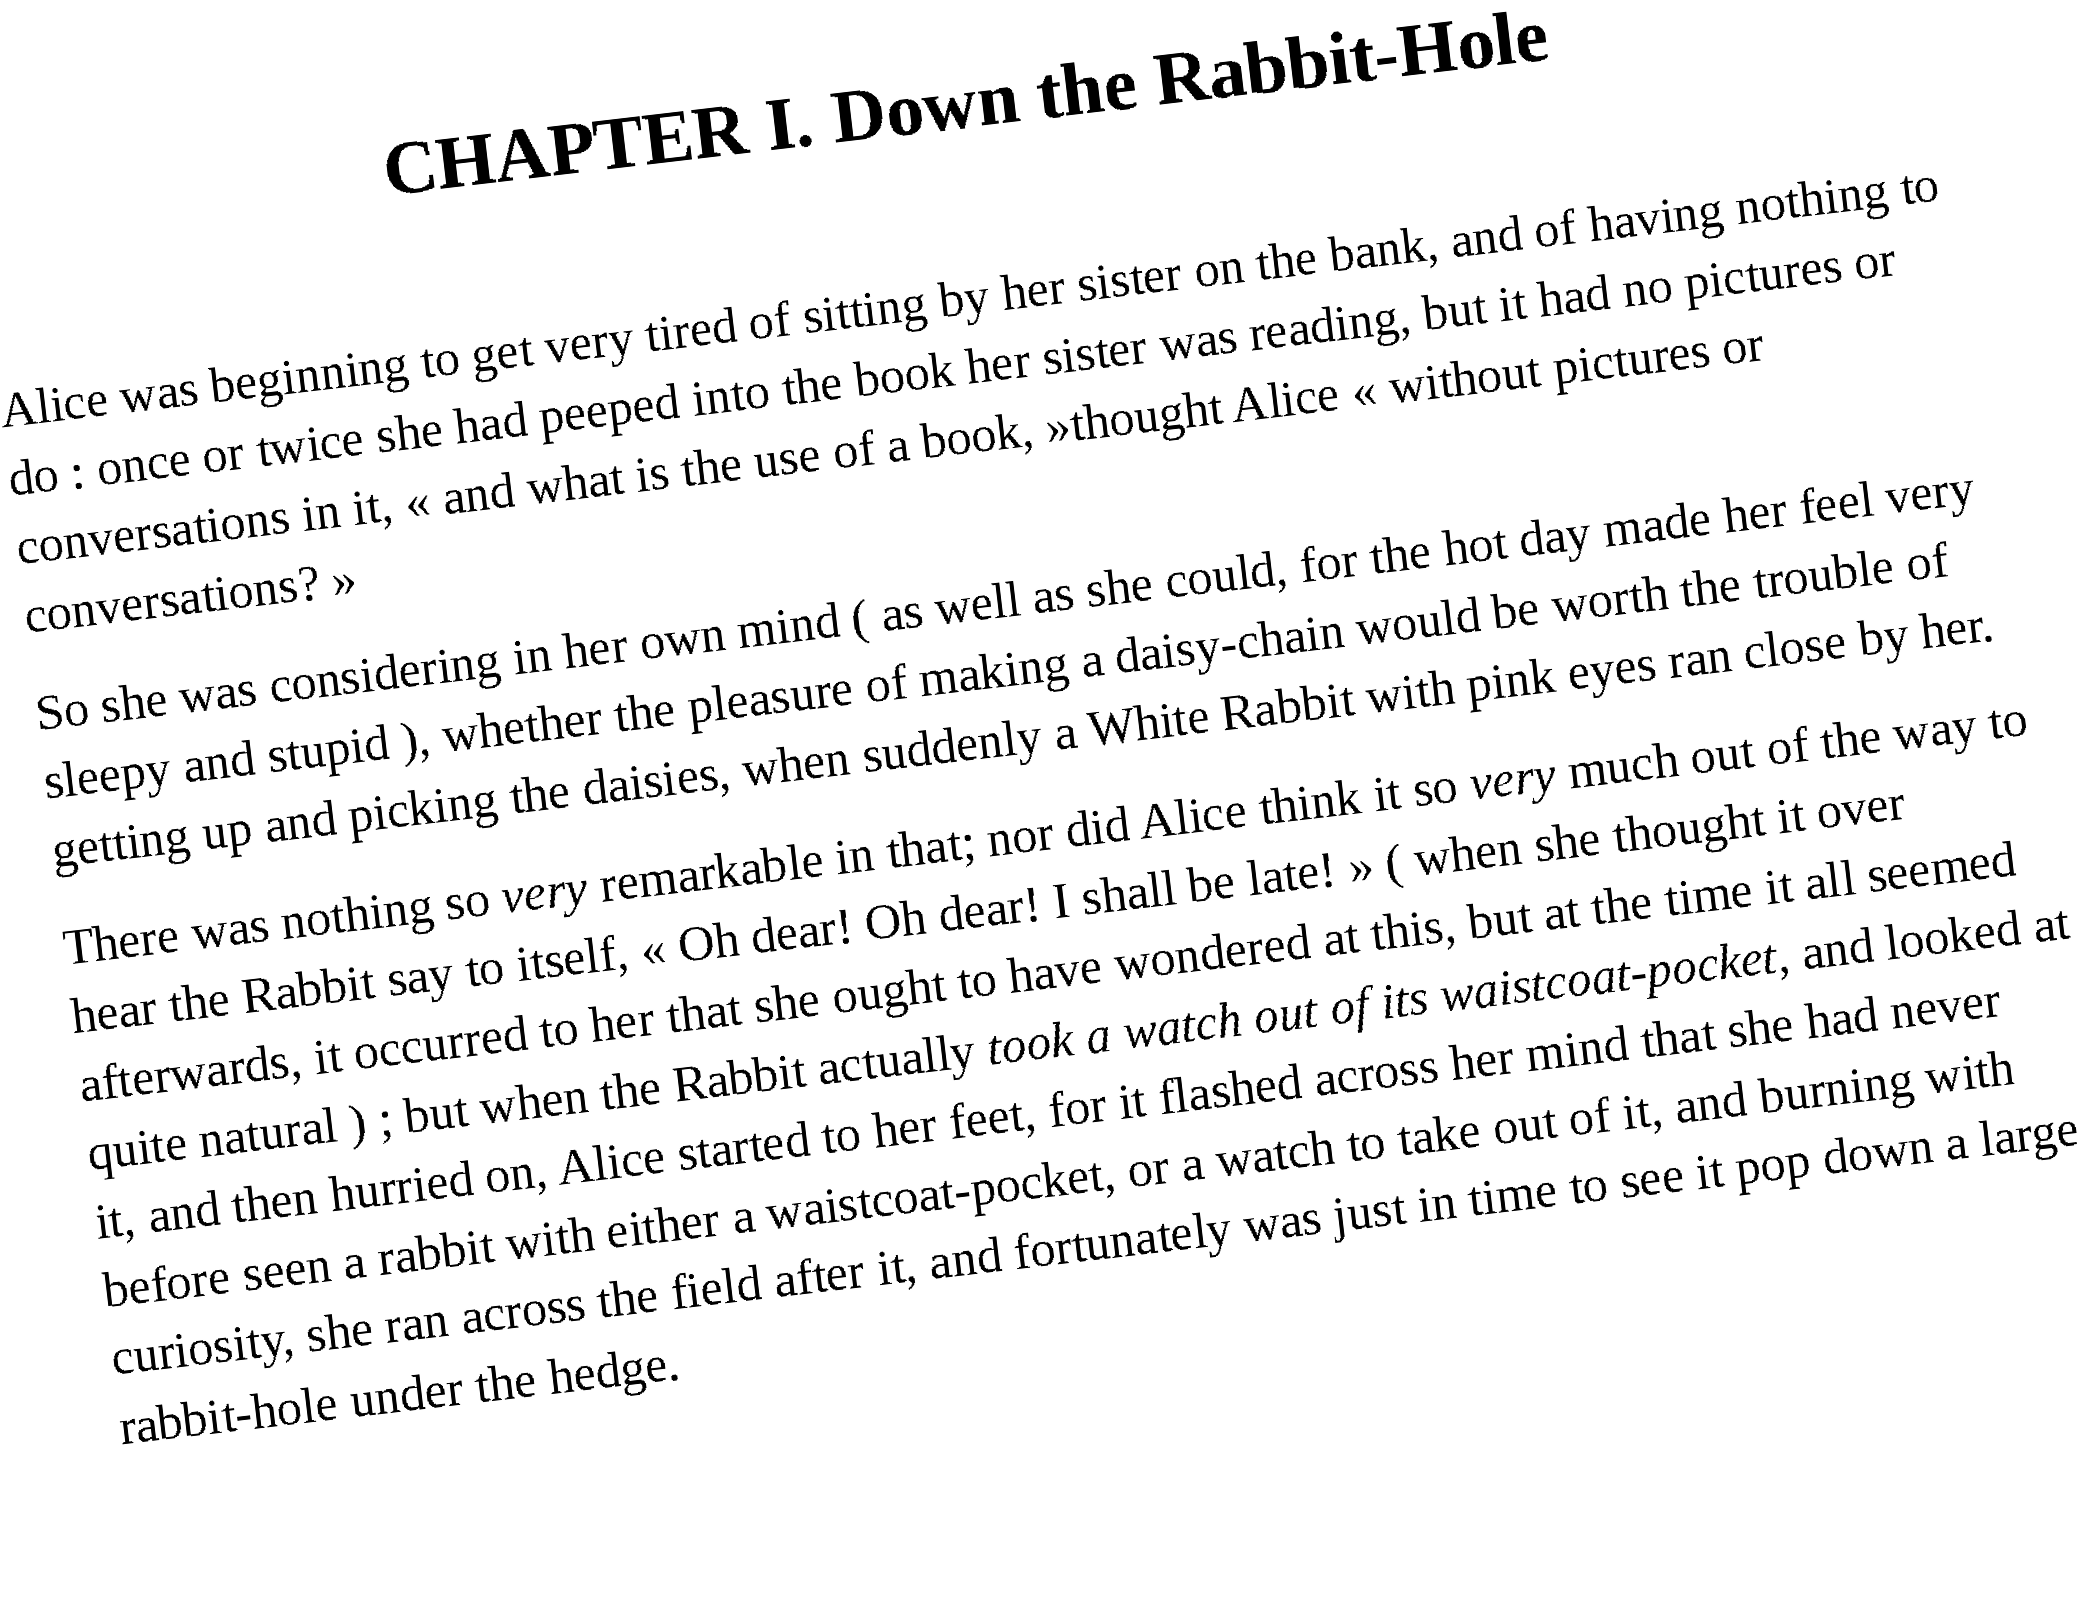 CHAPTER I. Down the Rabbit-Hole
Alice was beginning to get very tired of sitting by her sister on the bank, and of having nothing to
do : once or twice she had peeped into the book her sister was reading, but it had no pictures or
conversations in it, « and what is the use of a book, »thought Alice « without pictures or
conversations? »
So she was considering in her own mind ( as well as she could, for the hot day made her feel very
sleepy and stupid ), whether the pleasure of making a daisy-chain would be worth the trouble of
getting up and picking the daisies, when suddenly a White Rabbit with pink eyes ran close by her.
There was nothing so very remarkable in that; nor did Alice think it so very much out of the way to
hear the Rabbit say to itself, « Oh dear! Oh dear! I shall be late! » ( when she thought it over
afterwards, it occurred to her that she ought to have wondered at this, but at the time it all seemed
quite natural ) ; but when the Rabbit actually took a watch out of its waistcoat-pocket, and looked at
it, and then hurried on, Alice started to her feet, for it flashed across her mind that she had never
before seen a rabbit with either a waistcoat-pocket, or a watch to take out of it, and burning with
curiosity, she ran across the field after it, and fortunately was just in time to see it pop down a large
rabbit-hole under the hedge.